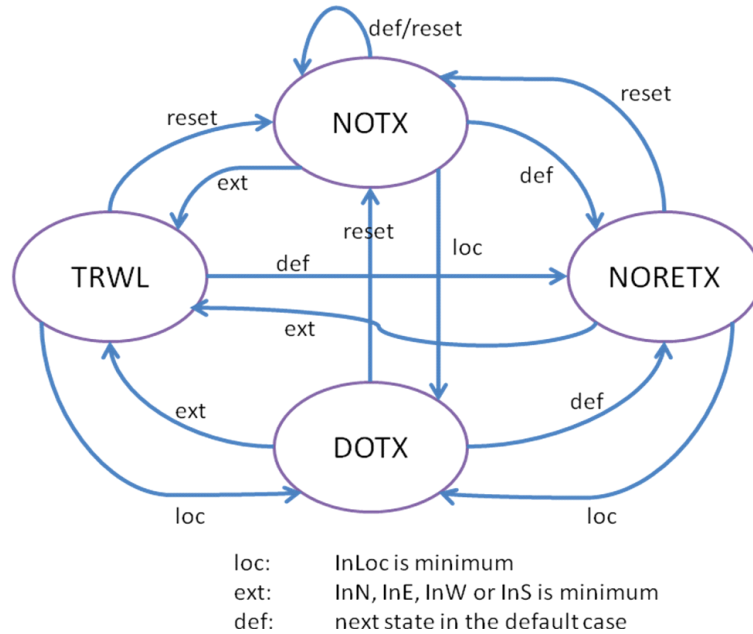 def/reset
reset
reset
NOTX
ext
def
reset
loc
TRWL
def
NORETX
ext
ext
def
DOTX
loc
loc
loc: InLoc is minimum
ext: InN, InE, InW or InS is minimum
def: next state in the default case